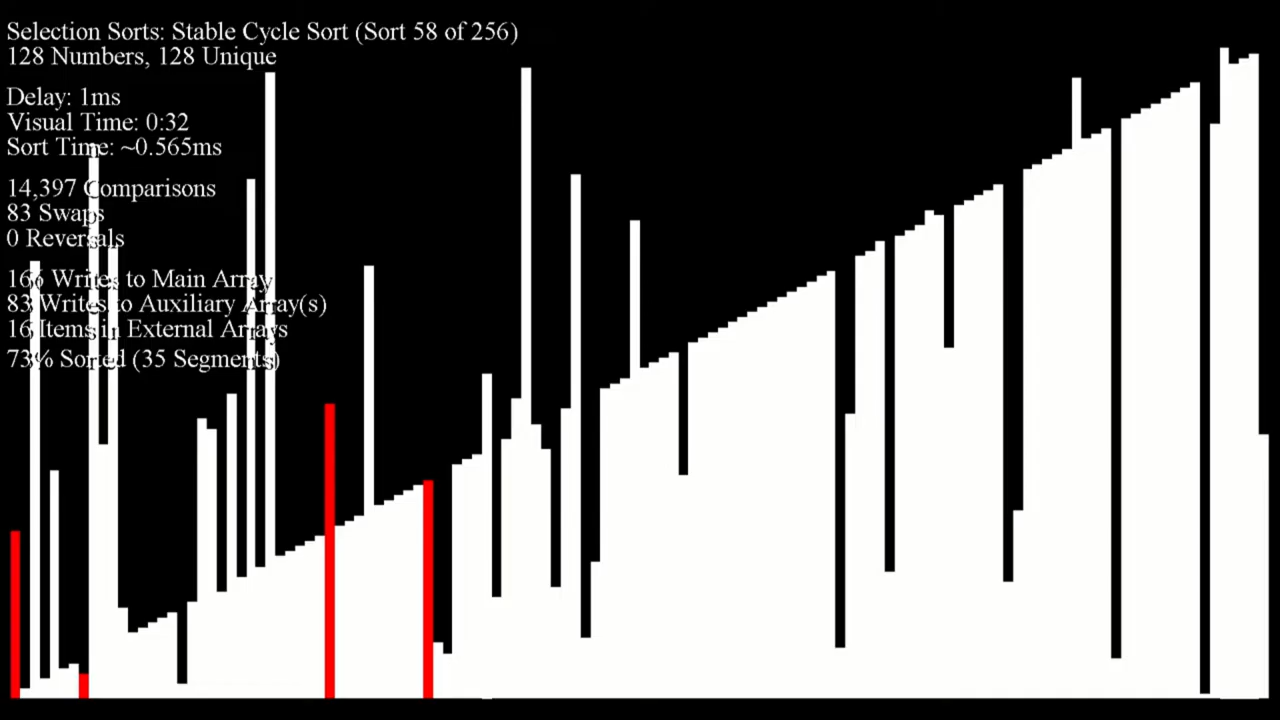 Selection Sorts: Stable Cycle Sort (Sort 58 of 256)
128 Numbers, 128 Unique
Delay: 1ms
Visual Time: 0:32
Sort Time: ~0.565ms
14,397 Comparisons
83 Swaps
0 Reversals
166 Writes to Main Array
83 Writes to Auxiliary Array(s)
16 Items in External Arrays
73% Sorted (35 Segments)